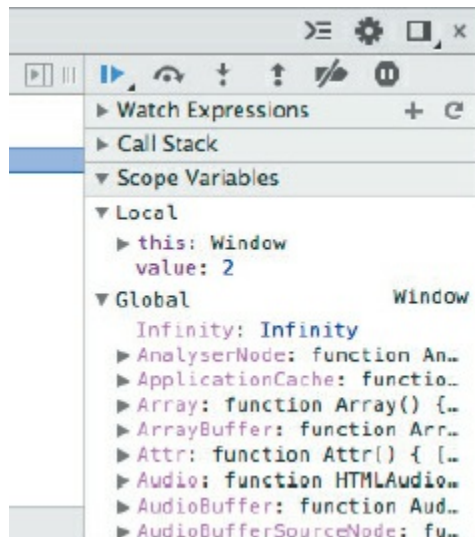 Watch Expressions
Call Stack
Scope Variables
Local
this: Window
value: 2
Global Window
Infinity: Infinity
AnalyserNode: function An…
ApplicationCache: functio…
Array: function Array() {…
ArrayBuffer: function Arr…
Attr: function Attr() { […
Audio: function HTMLAudio…
AudioBuffer: function Aud…
AudioBufferSourceNode: fu…